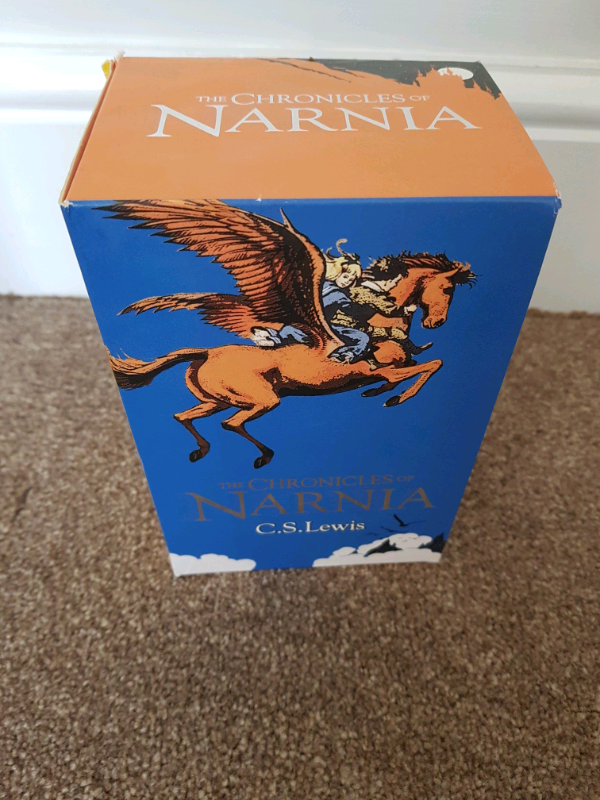 THE CHRONICLES OF
NARNIA
THE CHRONICLES OF
NARNIA
C.S.Lewis